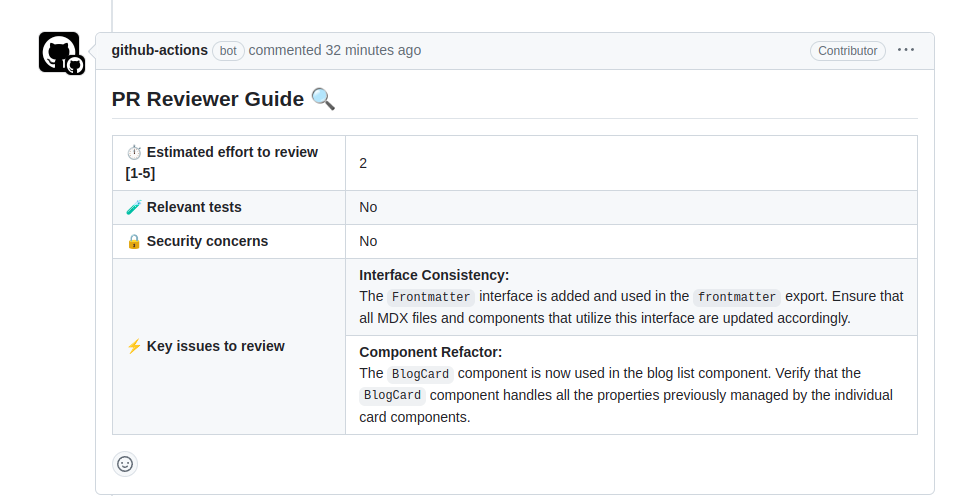 github-actions bot commented 32 minutes ago Contributor
PR Reviewer Guide 🔍
⏱️ Estimated effort to review
[1-5]
2
🧪 Relevant tests
No
🔒 Security concerns
No
⚡ Key issues to review
Interface Consistency:
The Frontmatter interface is added and used in the frontmatter export. Ensure that
all MDX files and components that utilize this interface are updated accordingly.
Component Refactor:
The BlogCard component is now used in the blog list component. Verify that the
BlogCard component handles all the properties previously managed by the individual
card components.